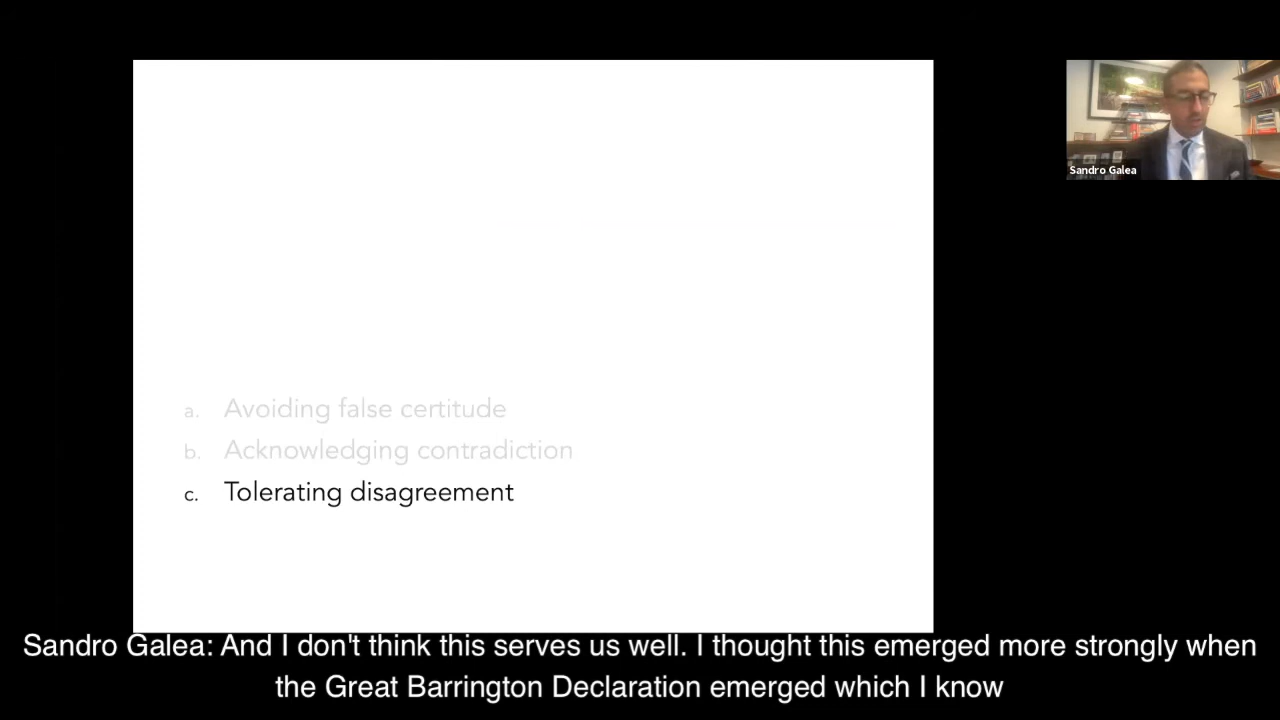 Sandro Galea
a. Avoiding false certitude
b. Acknowledging contradiction
c. Tolerating disagreement
Sandro Galea: And I don't think this serves us well. I thought this emerged more strongly when
the Great Barrington Declaration emerged which I know